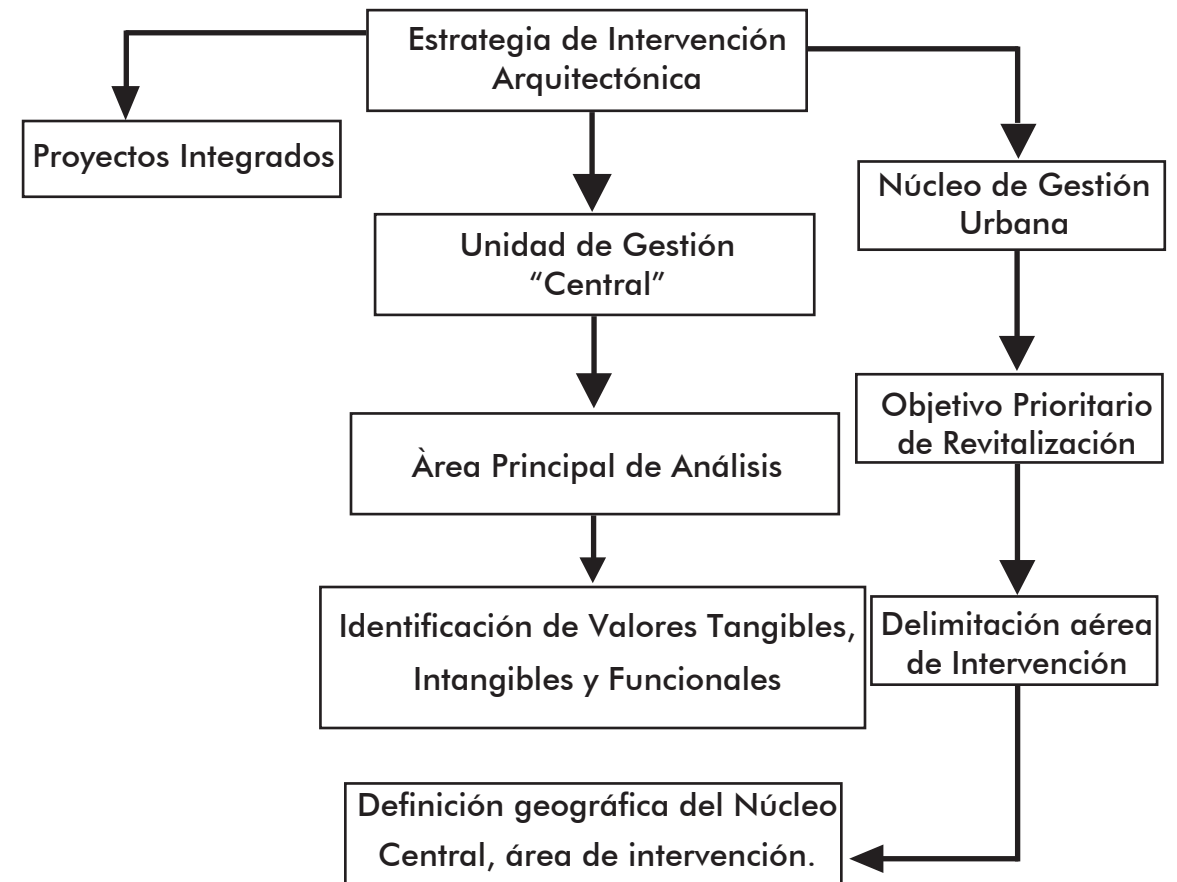 Estrategia de Intervención
Arquitectónica
Proyectos Integrados
Núcleo de Gestión
Urbana
Unidad de Gestión
“Central”
Objetivo Prioritario
de Revitalización
Àrea Principal de Análisis
Identificación de Valores Tangibles,
Intangibles y Funcionales
Delimitación aérea
de Intervención
Definición geográfica del Núcleo
Central, área de intervención.